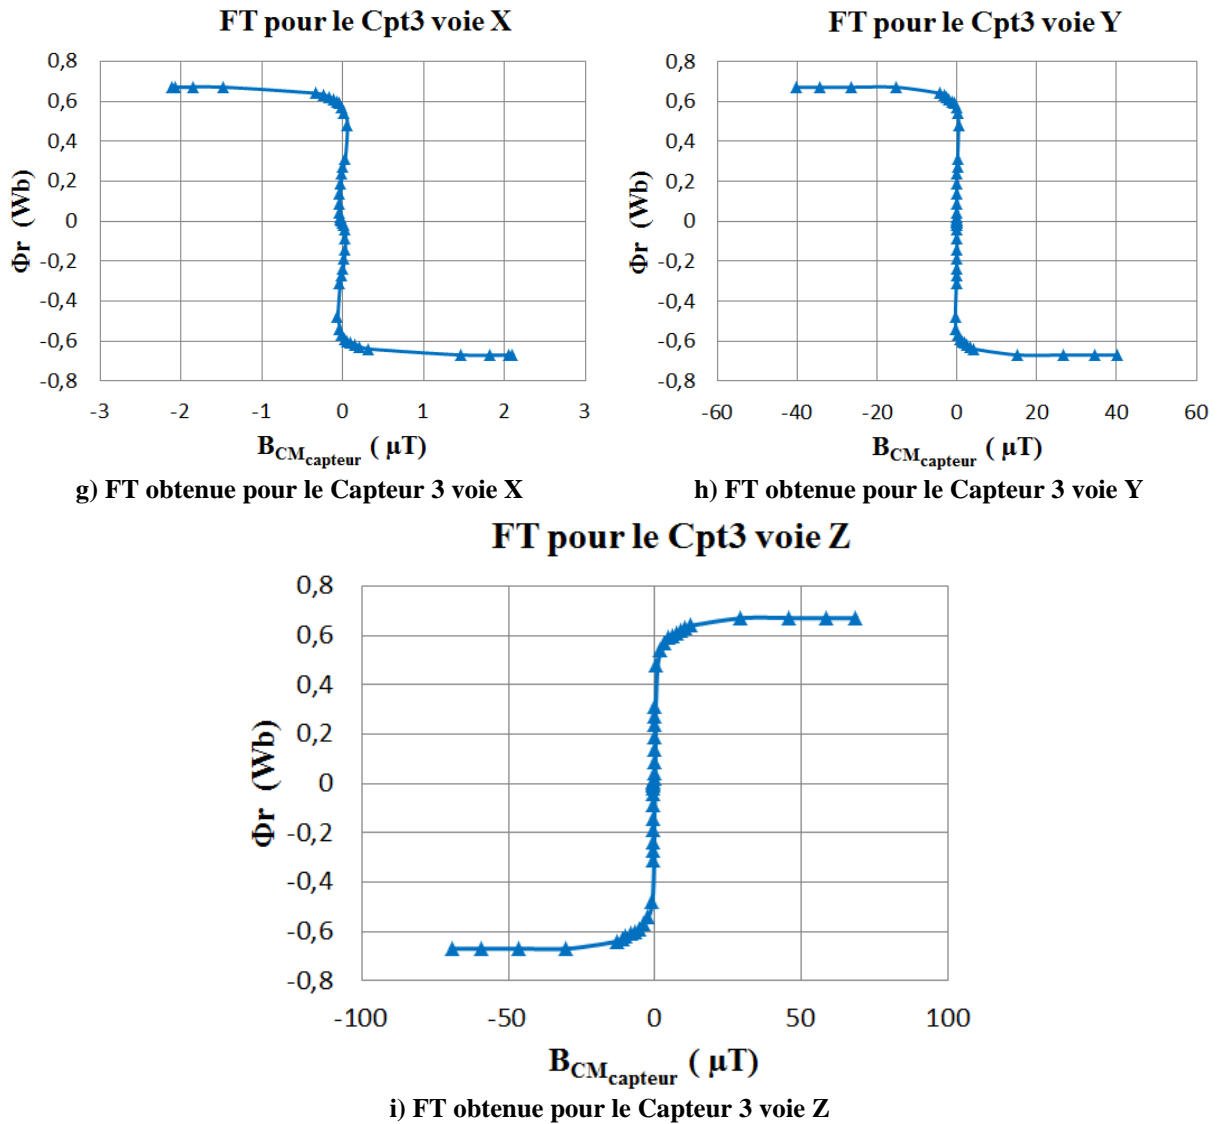 FT pour le Cpt3 voie X
0,8
0,6
0,4
0,2
0
-0,2
-0,4
-0,6
-0,8
Φr (Wb)
-3 -2 -1 0 1 2 3
BCMcapteur ( µT)
g) FT obtenue pour le Capteur 3 voie X
FT pour le Cpt3 voie Y
0,8
0,6
0,4
0,2
0
-0,2
-0,4
-0,6
-0,8
Φr (Wb)
-60 -40 -20 0 20 40 60
BCMcapteur ( µT)
h) FT obtenue pour le Capteur 3 voie Y
FT pour le Cpt3 voie Z
0,8
0,6
0,4
0,2
0
-0,2
-0,4
-0,6
-0,8
Φr (Wb)
-100 -50 0 50 100
BCMcapteur ( µT)
i) FT obtenue pour le Capteur 3 voie Z